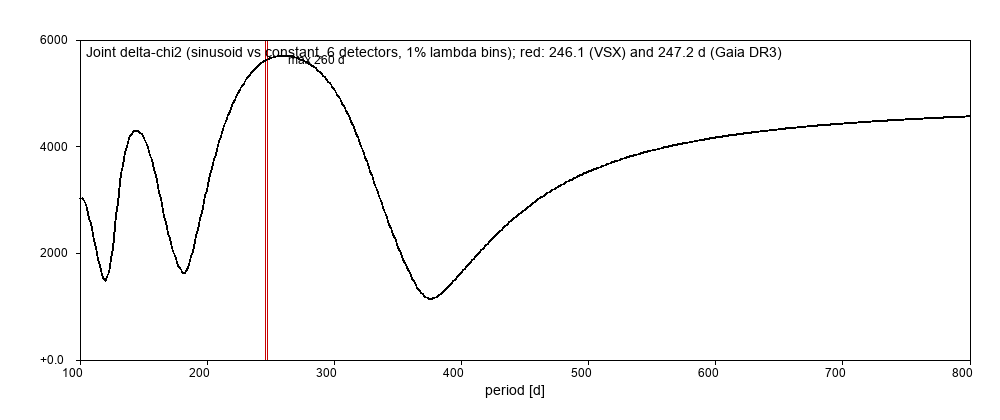 Joint delta-chi2 (sinusoid vs constant, 6 detectors, 1% lambda bins); red: 246.1 (VSX) and 247.2 d (Gaia DR3)
max 260 d
6000
4000
2000
+0.0
100 200 300 400 500 600 700 800
period [d]